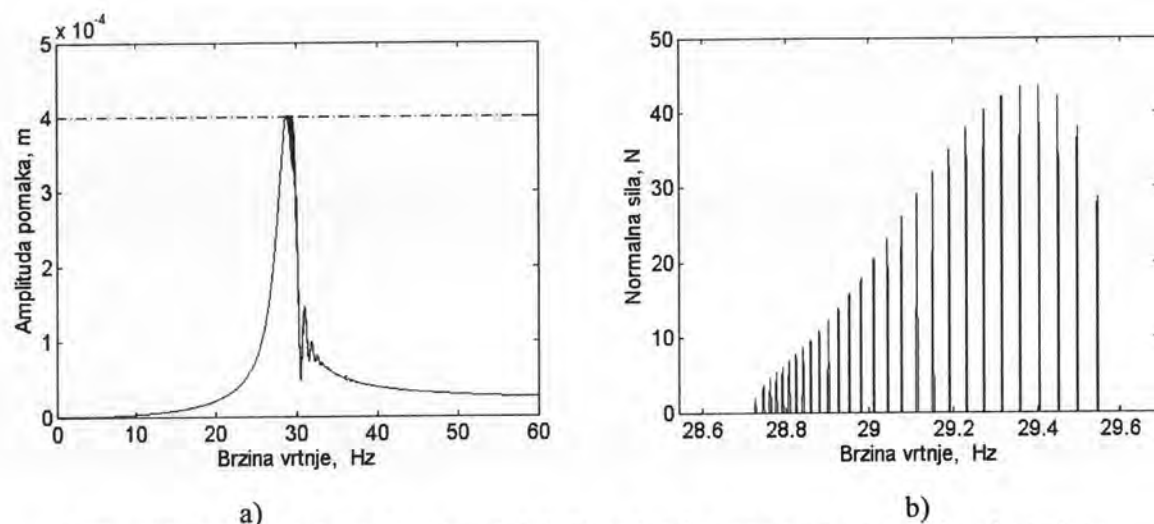 x 10⁻⁴
5
4
3
2
1
0
0 10 20 30 40 50 60
Amplituda pomaka, m
Brzina vrtnje, Hz
a)
50
40
30
20
10
0
28.6 28.8 29 29.2 29.4 29.6
Normalna sila, N
Brzina vrtnje, Hz
b)